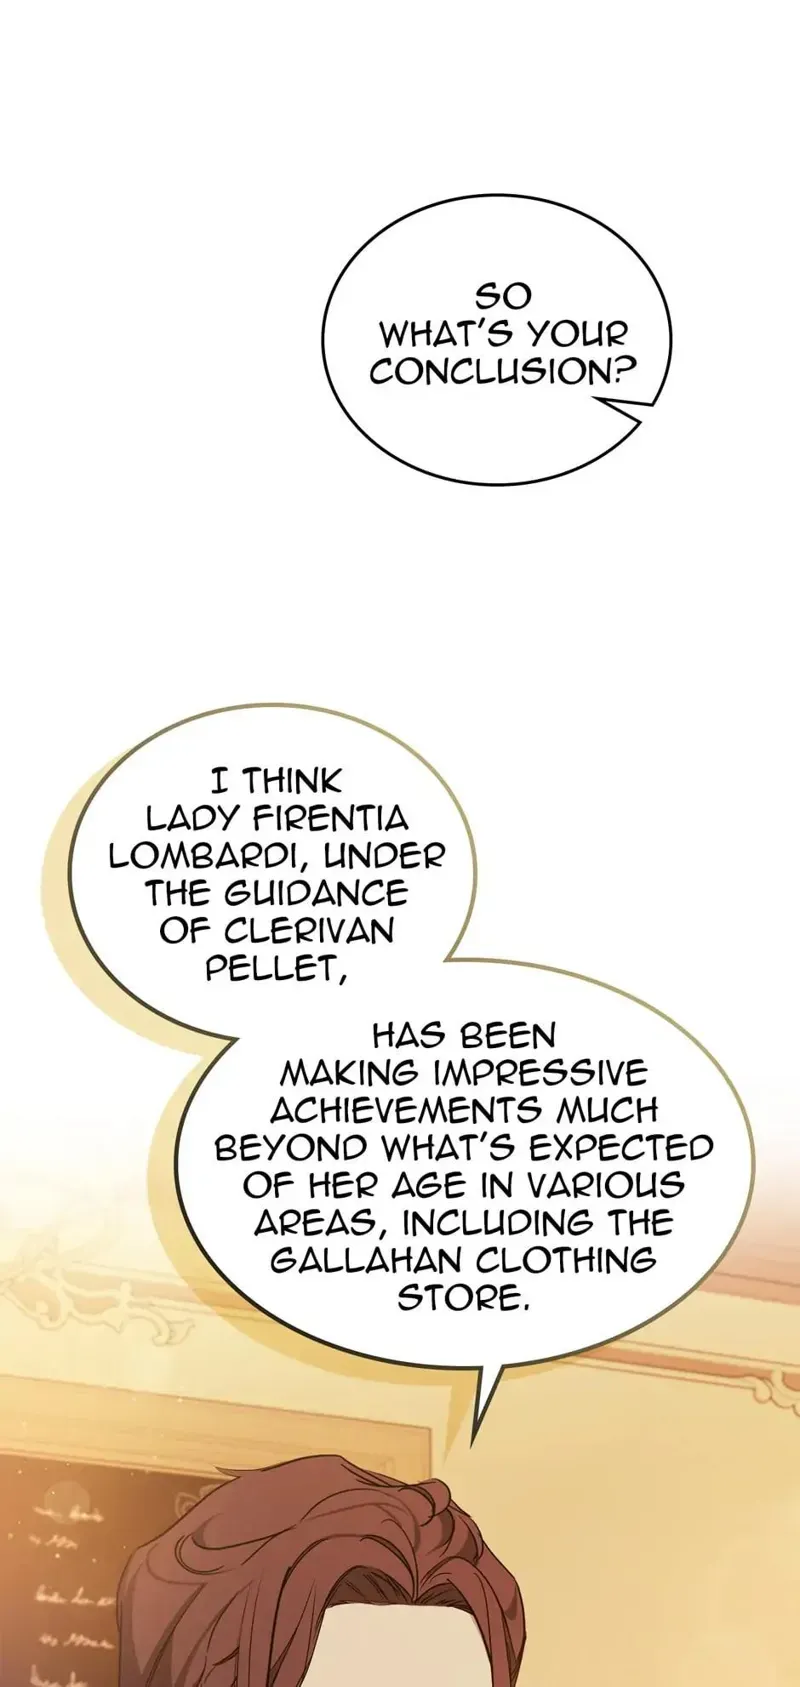 SO
WHAT'S YOUR
CONCLUSION?
I THINK
LADY FIRENTIA
LOMBARDI, UNDER
THE GUIDANCE
OF CLERIVAN
PELLET,
HAS BEEN
MAKING IMPRESSIVE
ACHIEVEMENTS MUCH
BEYOND WHAT'S EXPECTED
OF HER AGE IN VARIOUS
AREAS, INCLUDING THE
GALLAHAN CLOTHING
STORE.